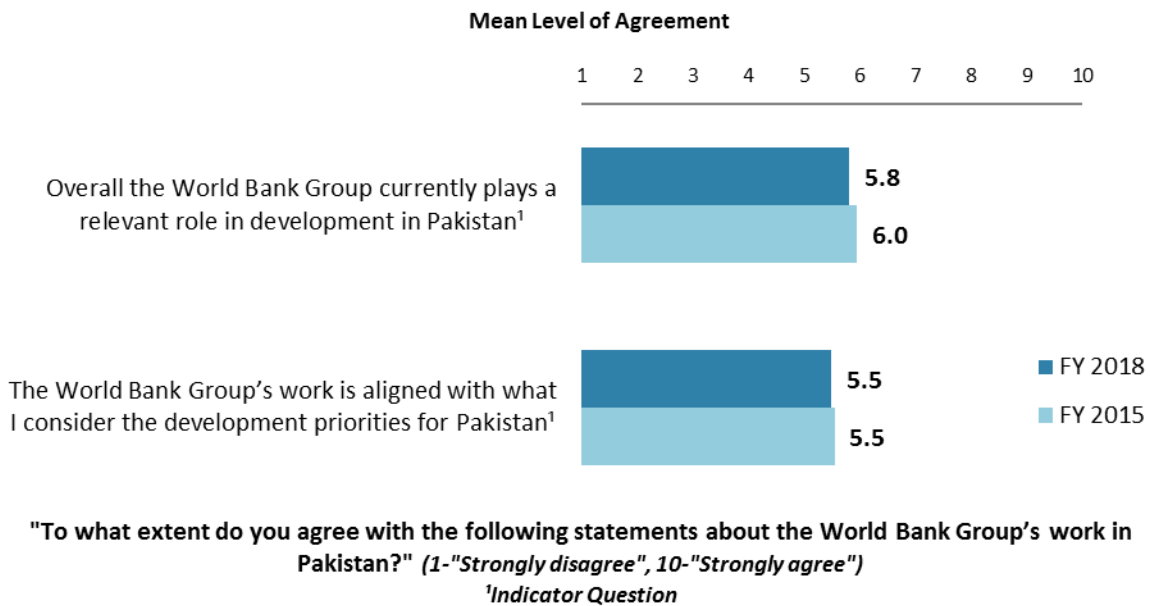 Mean Level of Agreement
1 2 3 4 5 6 7 8 9 10
Overall the World Bank Group currently plays a
relevant role in development in Pakistan¹
5.8
6.0
The World Bank Group’s work is aligned with what
I consider the development priorities for Pakistan¹
5.5
5.5
FY 2018
FY 2015
"To what extent do you agree with the following statements about the World Bank Group’s work in
Pakistan?" (1-"Strongly disagree", 10-"Strongly agree")
¹Indicator Question